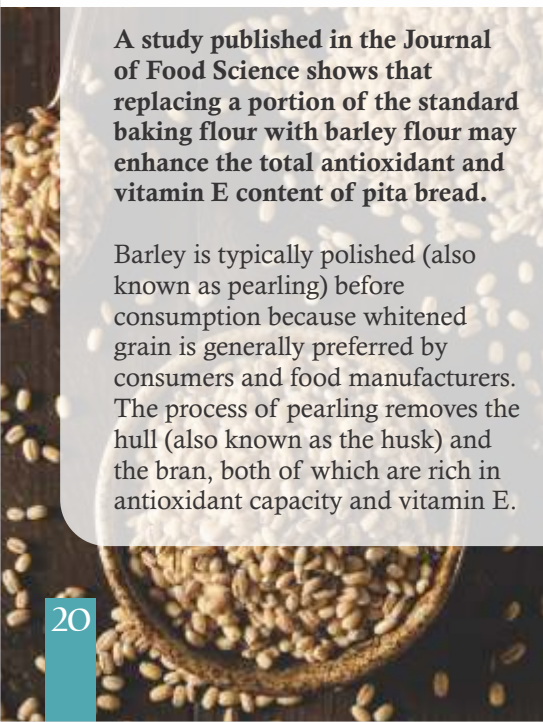 A study published in the Journal
of Food Science shows that
replacing a portion of the standard
baking flour with barley flour may
enhance the total antioxidant and
vitamin E content of pita bread.
Barley is typically polished (also
known as pearling) before
consumption because whitened
grain is generally preferred by
consumers and food manufacturers.
The process of pearling removes the
hull (also known as the husk) and
the bran, both of which are rich in
antioxidant capacity and vitamin E.
20